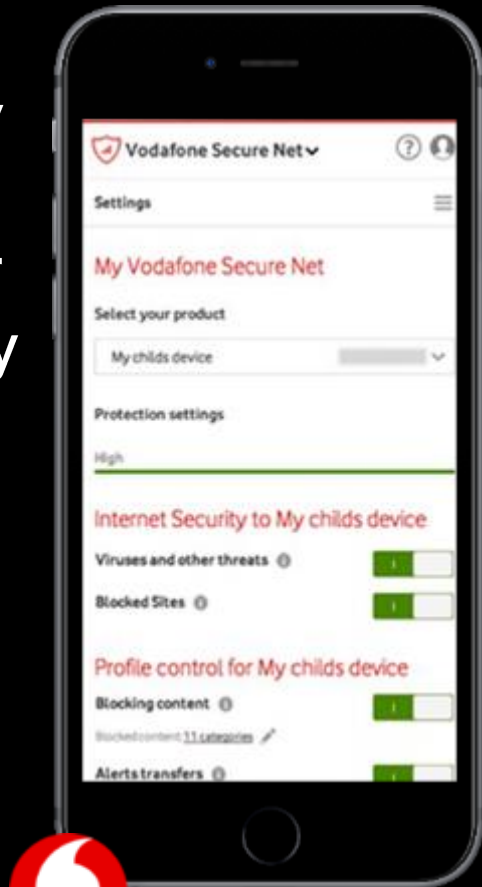 Vodafone Secure Net
Settings
My Vodafone Secure Net
Select your product
My childs device
Protection settings
High
Internet Security to My childs device
Viruses and other threats
Blocked Sites
Profile control for My childs device
Blocking content
Blocked content 11 categories
Alerts transfers